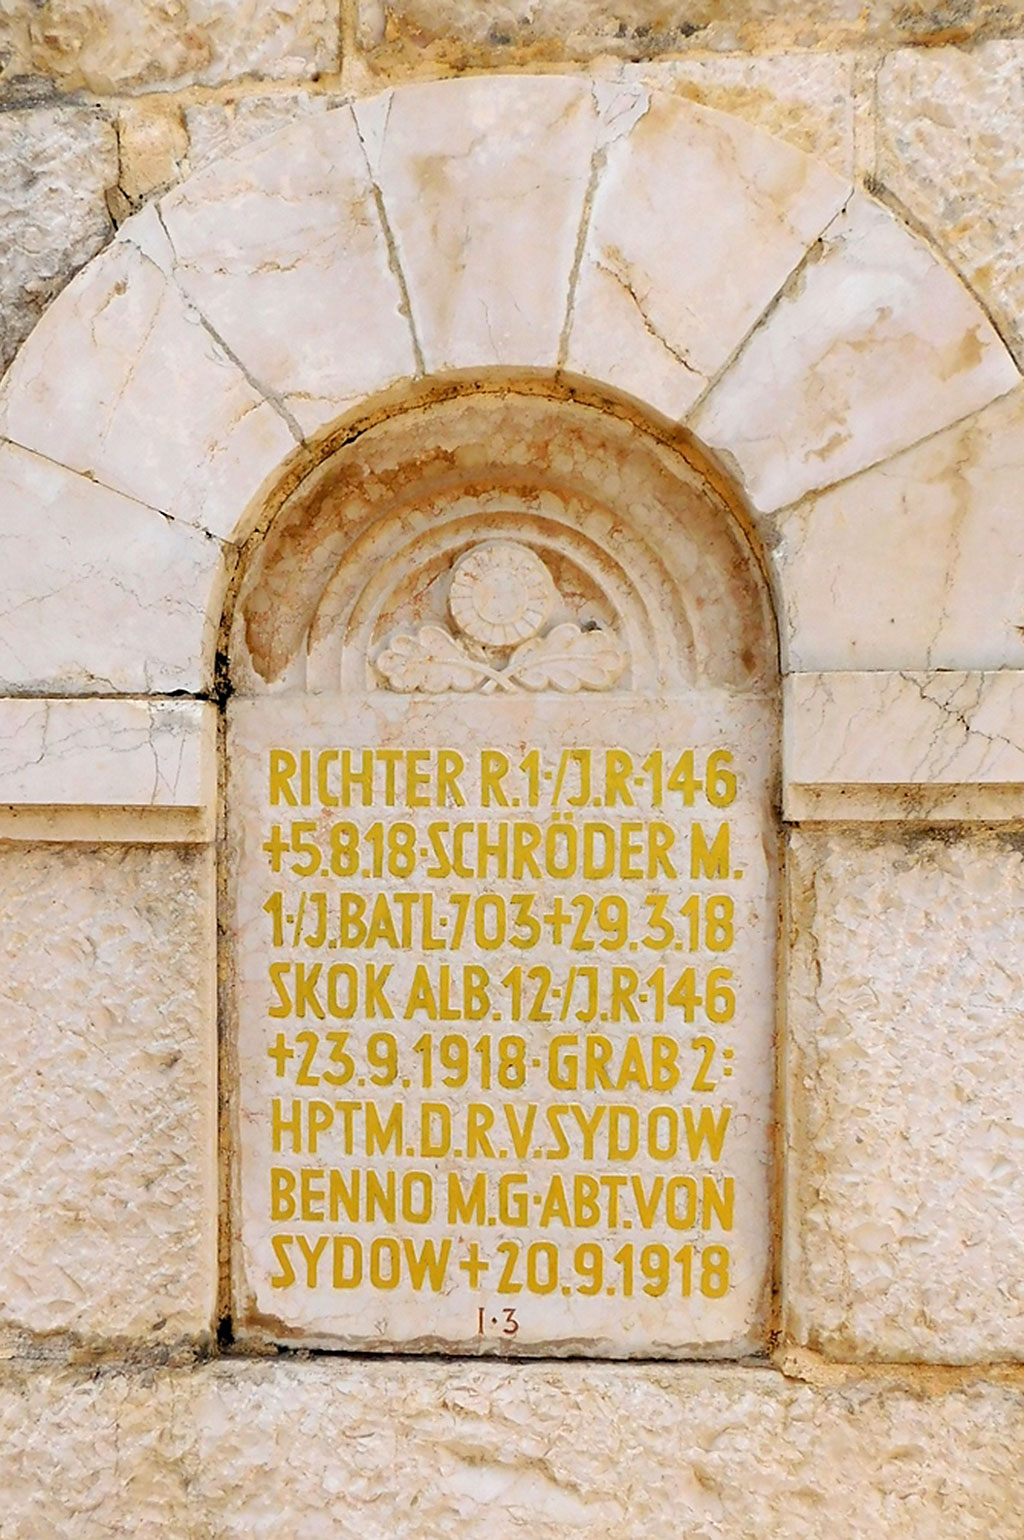 RICHTER R.1·/J.R·146
+5.8.18·SCHRÖDER M.
1·/J.BATL·703+29.3.18
SKOK ALB.12·/J.R·146
+23.9.1918·GRAB 2:
HPTM.D.R.V.SYDOW
BENNO M.G·ABT.VON
SYDOW +20.9.1918
I·3